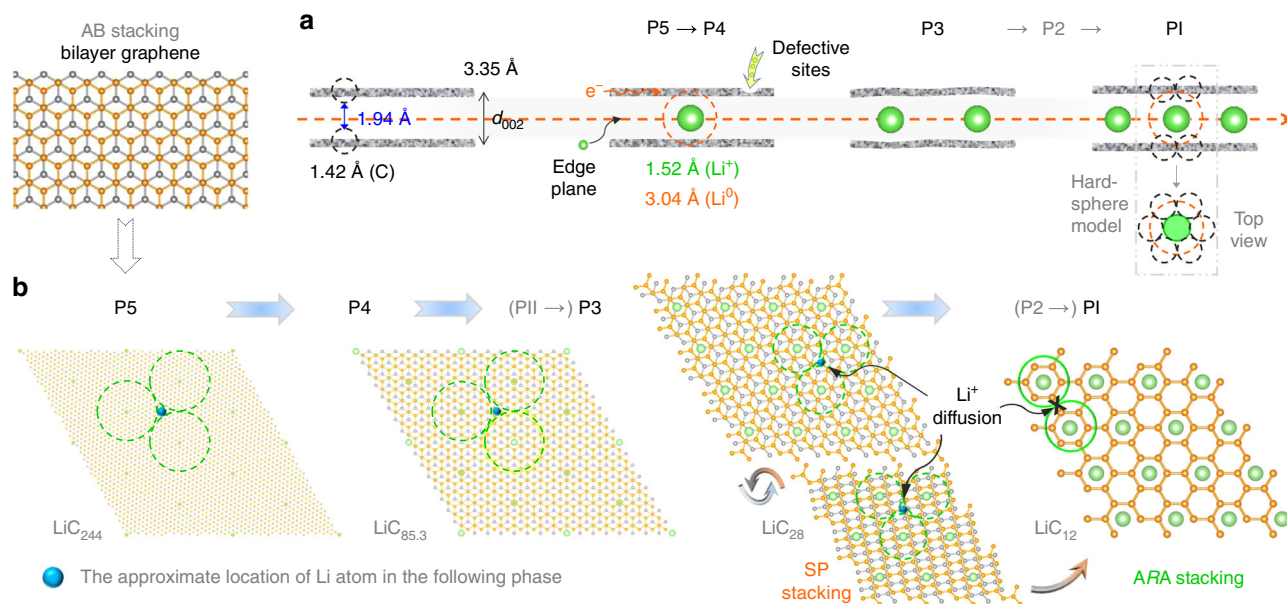 AB stacking
bilayer graphene
a
P5 → P4
P3
→ P2 →
PI
Defective
sites
3.35 Å
e⁻
1.94 Å
d₀₀₂
1.42 Å (C)
Edge
plane
1.52 Å (Li⁺)
3.04 Å (Li⁰)
Hard-
sphere
model
Top
view
b
P5
P4
(PII →) P3
(P2 →) PI
Li⁺
diffusion
LiC₂₄₄
LiC₈₅.₃
LiC₂₈
LiC₁₂
The approximate location of Li atom in the following phase
SP
stacking
ARA stacking